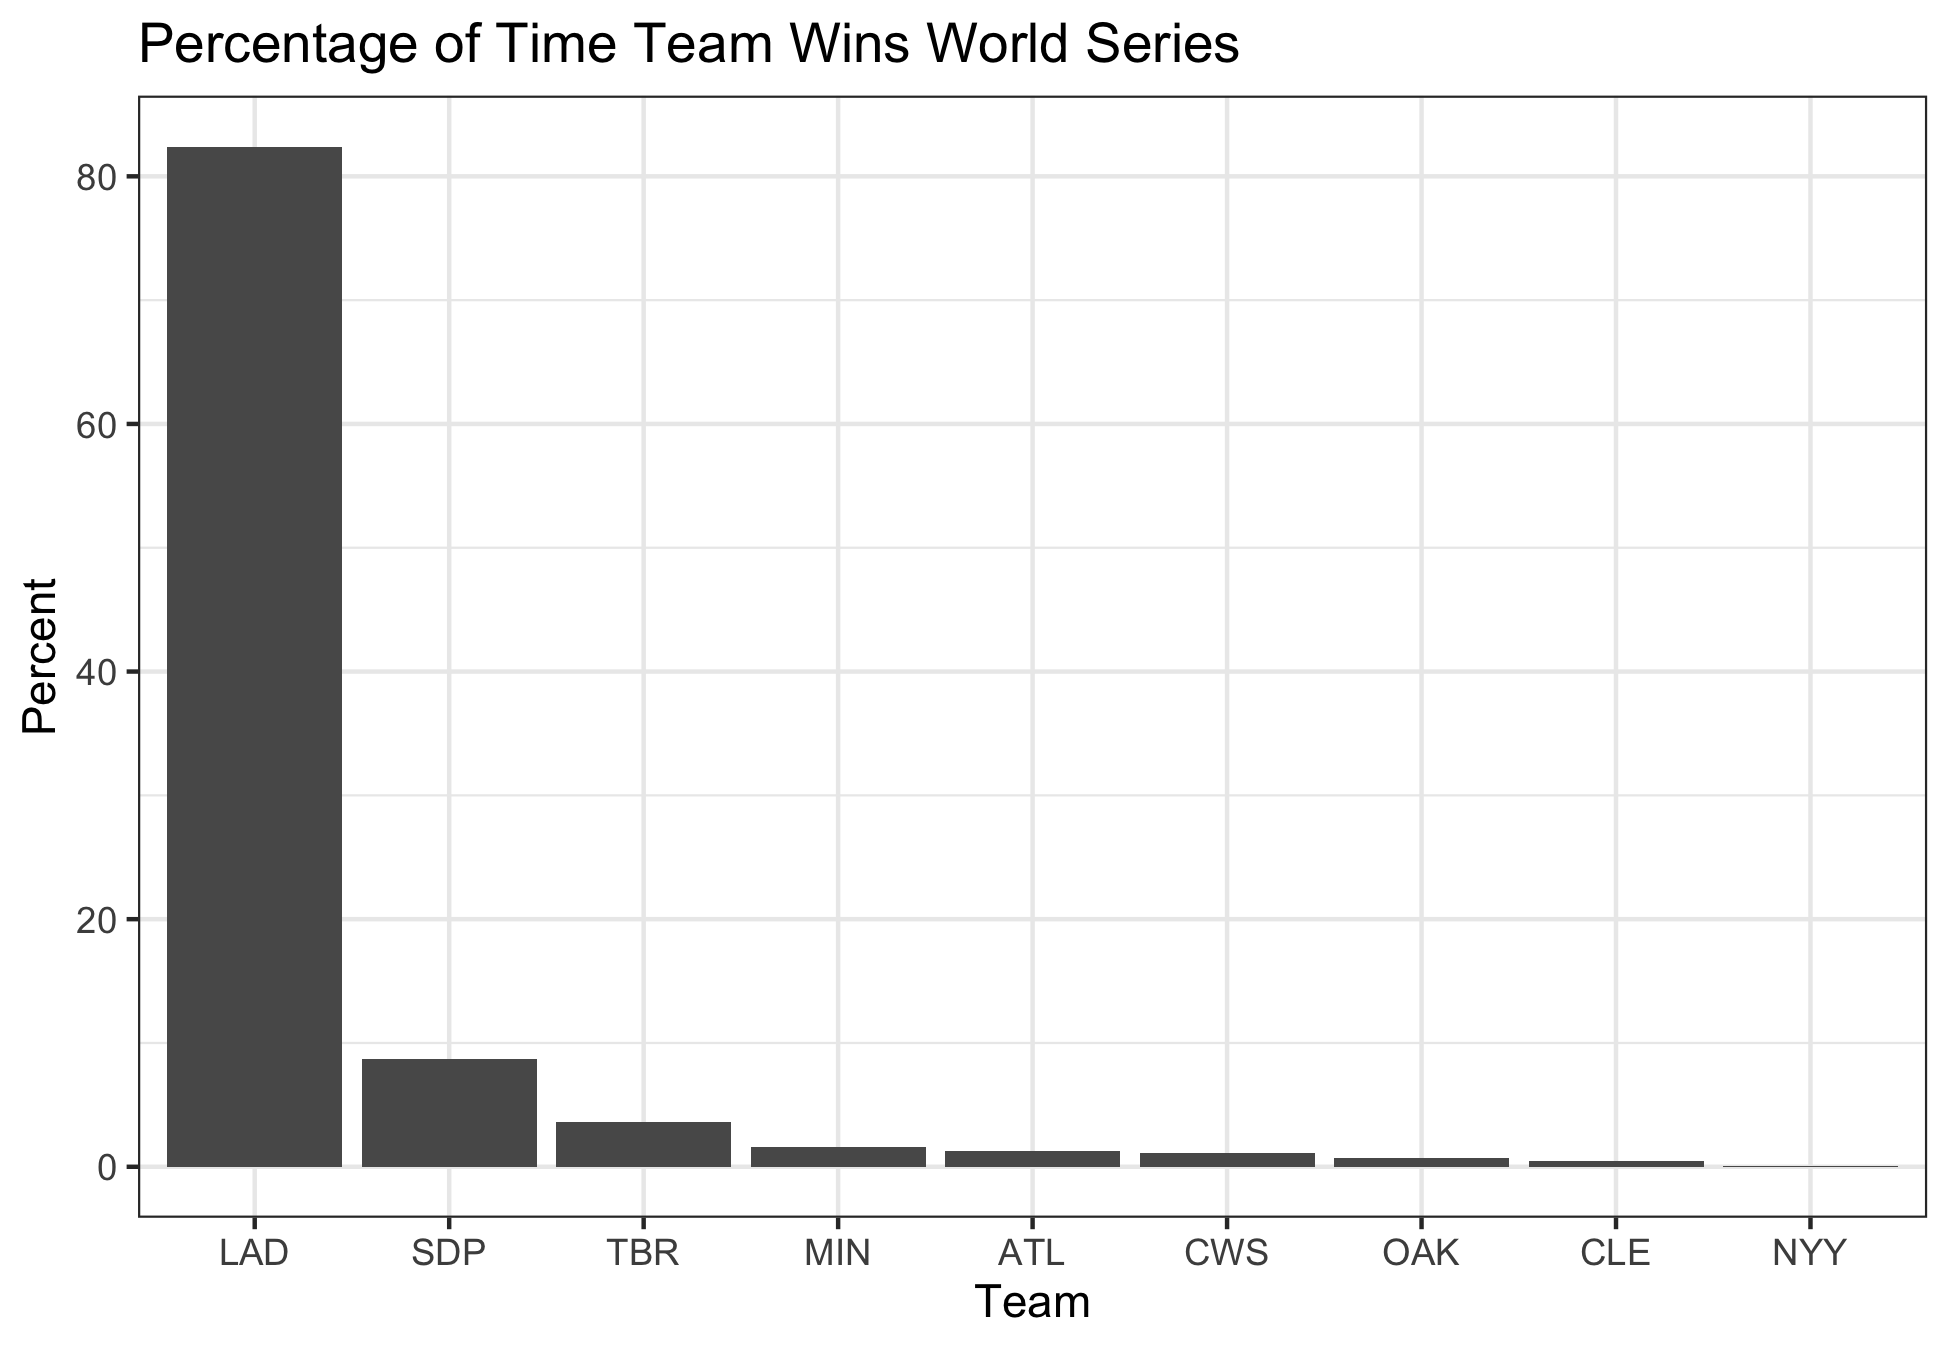 Percentage of Time Team Wins World Series
Percent
80
60
40
20
0
LAD SDP TBR MIN ATL CWS OAK CLE NYY
Team